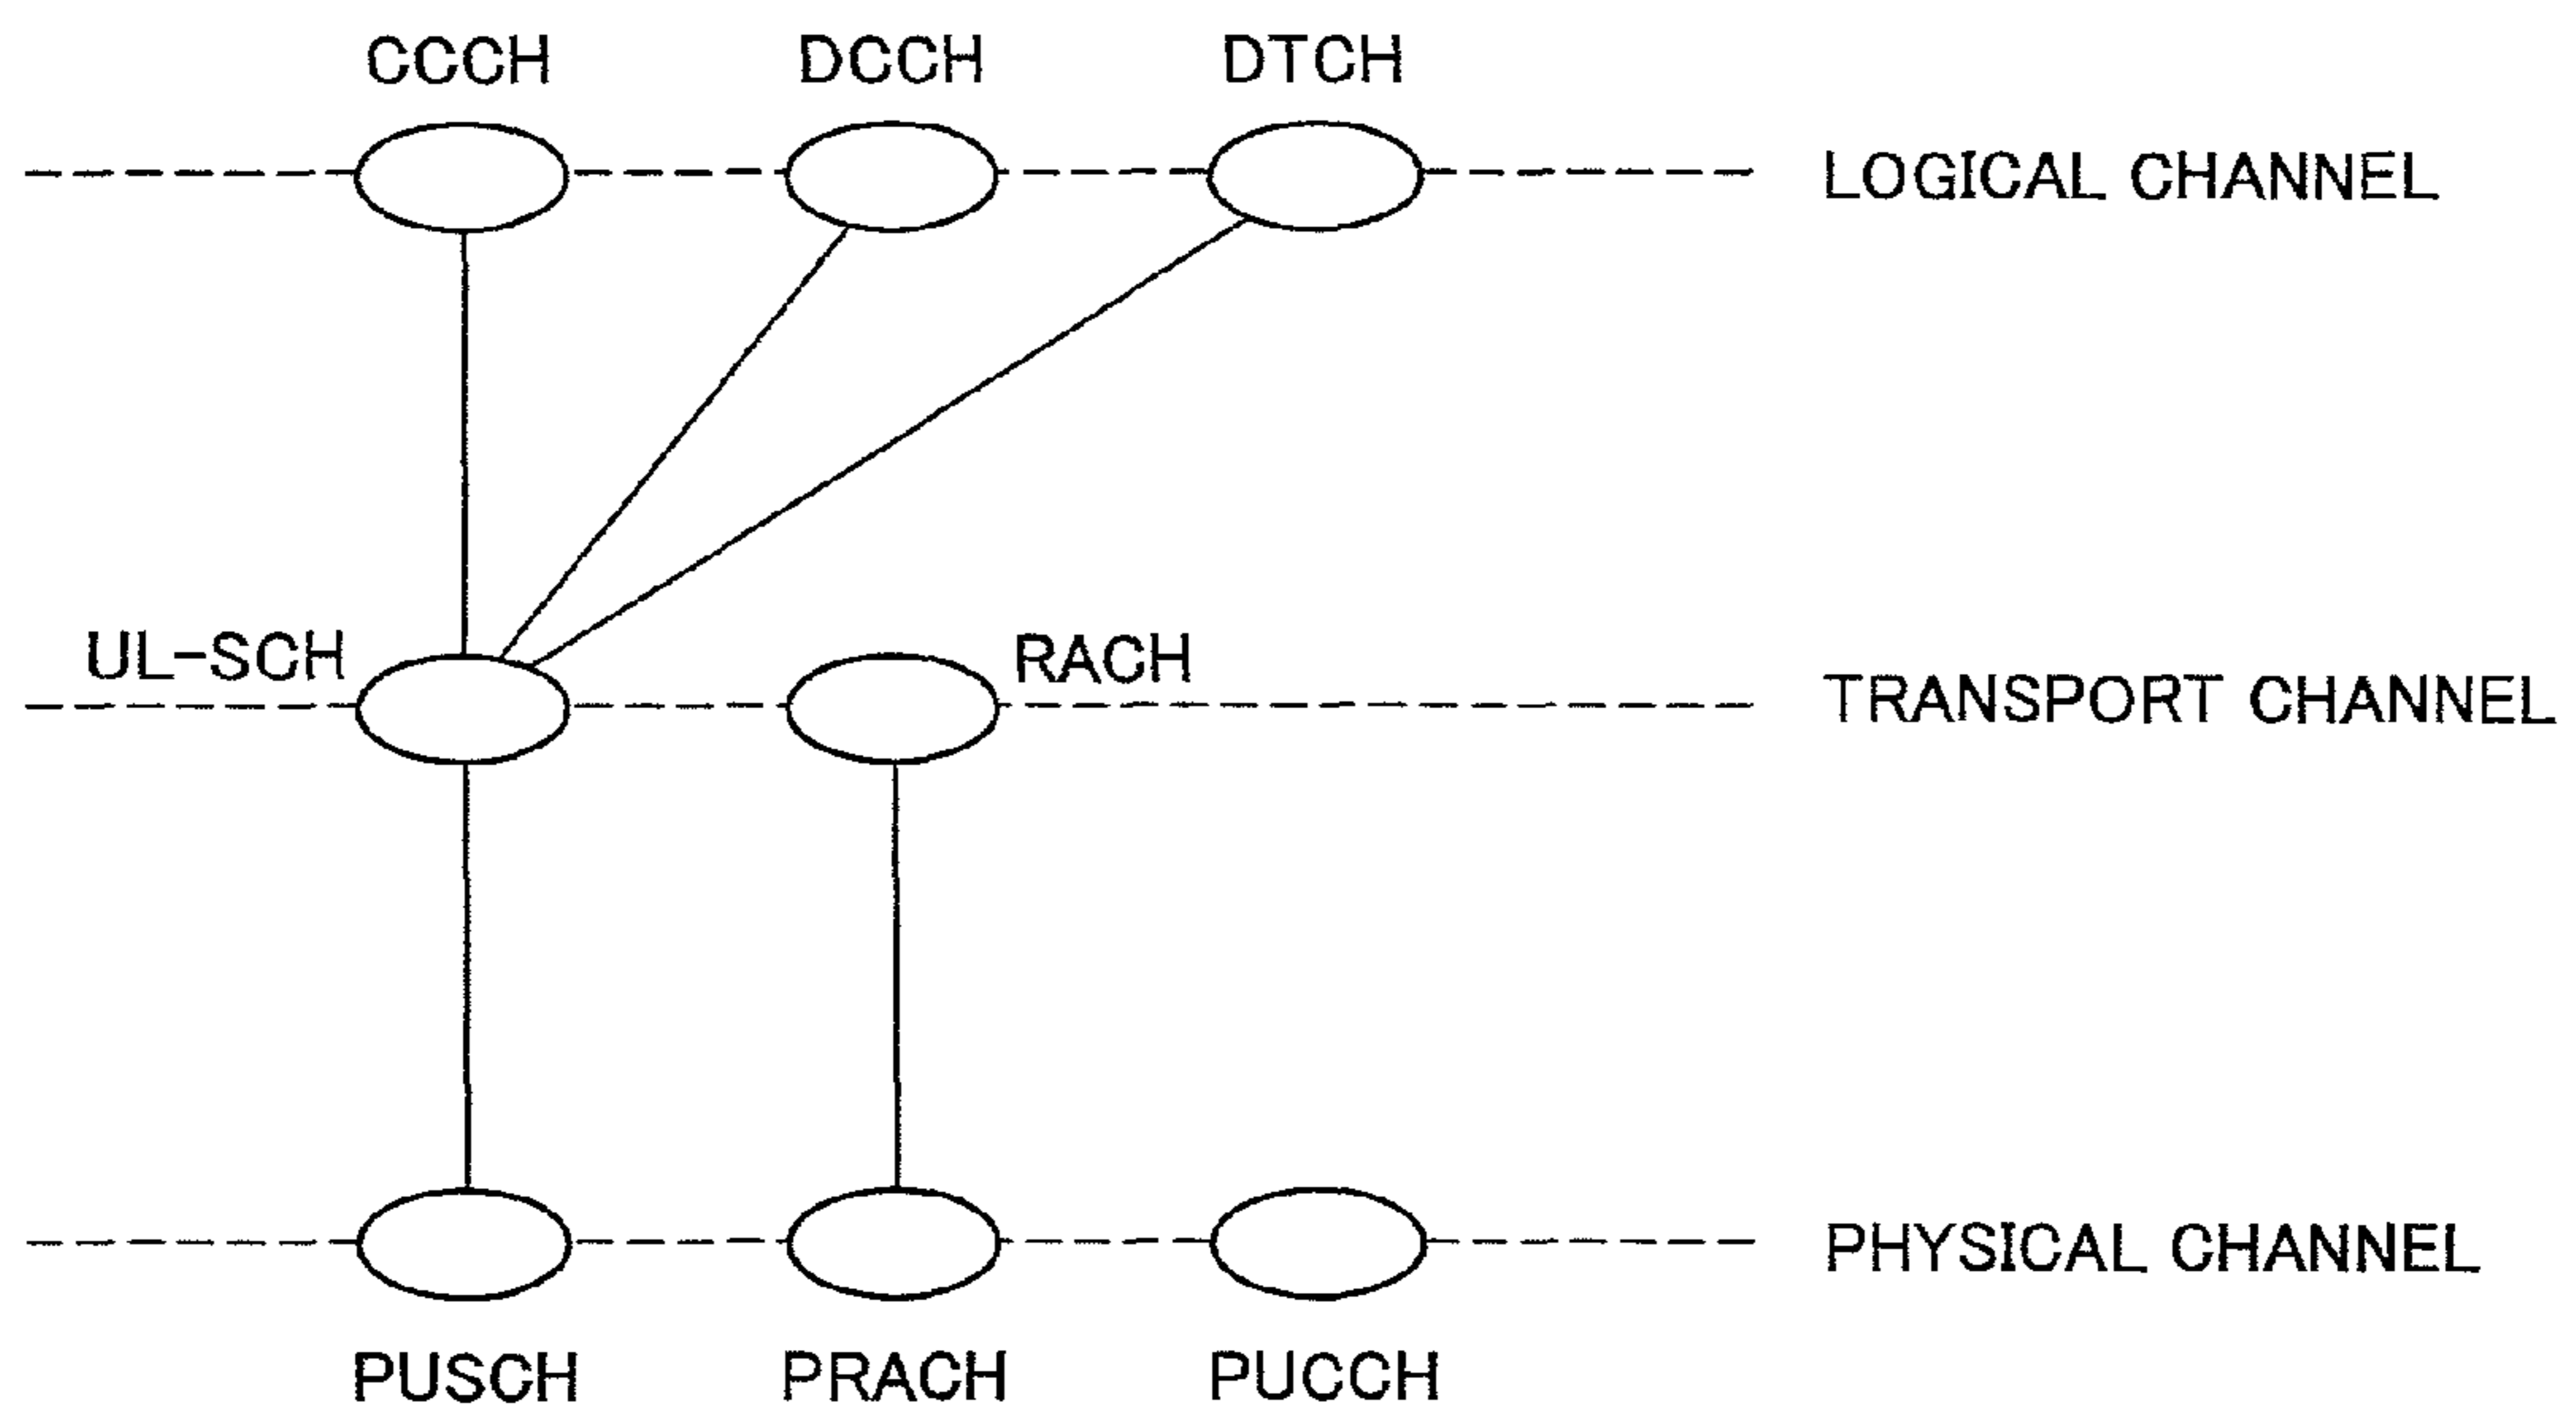 CCCH DCCH DTCH
LOGICAL CHANNEL
UL-SCH RACH
TRANSPORT CHANNEL
PHYSICAL CHANNEL
PUSCH PRACH PUCCH